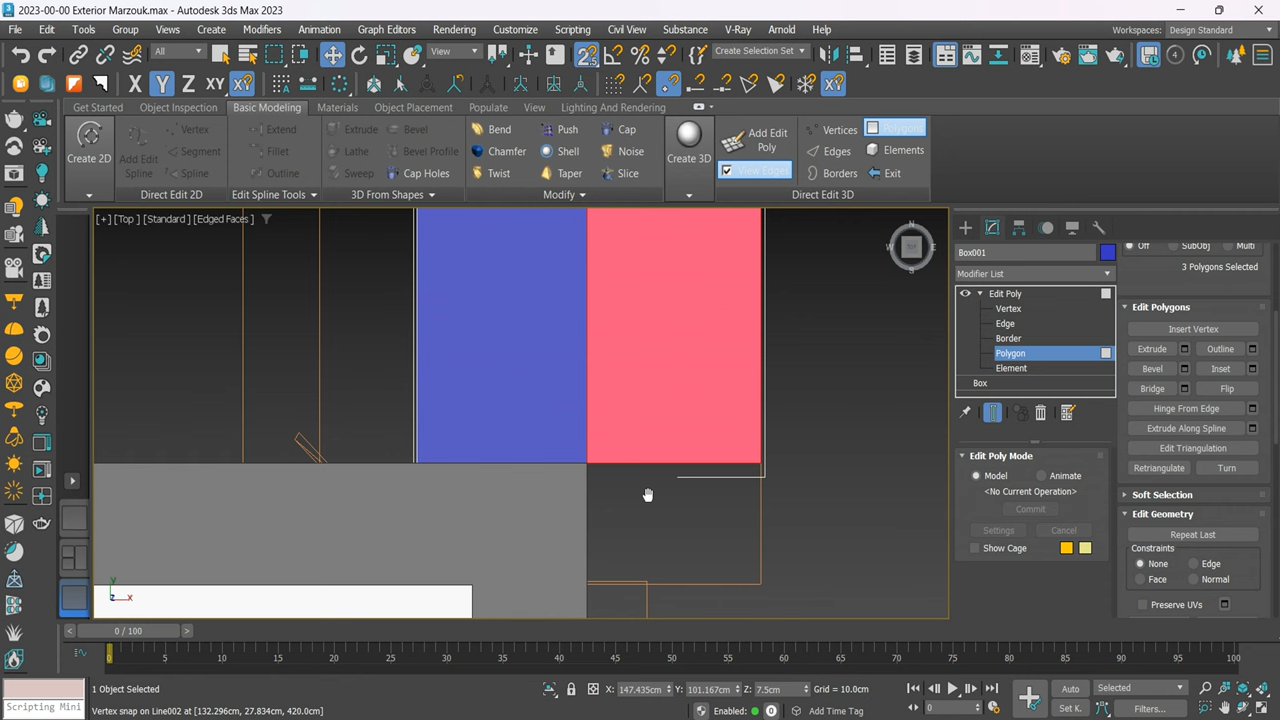 2023-00-00 Exterior Marzouk.max - Autodesk 3ds Max 2023
File Edit Tools Group Views Create Modifiers Animation Graph Editors Rendering Customize Scripting Civil View Substance V-Ray Arnold Help Workspaces: Design Standard
All View Create Selection Set
X Y Z XY XY
Get Started Object Inspection Basic Modeling Materials Object Placement Populate View Lighting And Rendering
Vertex Extend Extrude Bevel Bend Push Cap Vertices Polygons
Create 2D Add Edit Spline Segment Fillet Lathe Bevel Profile Chamfer Shell Noise Create 3D Add Edit Poly Edges Elements
Spline Outline Sweep Cap Holes Twist Taper Slice View Edges Borders Exit
Direct Edit 2D Edit Spline Tools 3D From Shapes Modify Direct Edit 3D
[+] [Top ] [Standard ] [Edged Faces ]
N
W E
S
TOP
Off SubObj Multi
Box001
3 Polygons Selected
Modifier List
Edit Poly
Vertex
Edge
Border
Polygon
Element
Box
Edit Polygons
Insert Vertex
Extrude Outline
Bevel Inset
Bridge Flip
Hinge From Edge
Extrude Along Spline
Edit Triangulation
Retriangulate Turn
Edit Poly Mode
Model Animate
<No Current Operation>
Commit
Settings Cancel
Show Cage
Soft Selection
Edit Geometry
Repeat Last
Constraints
None Edge
Face Normal
Preserve UVs
y
z x
< 0 / 100 >
0 5 10 15 20 25 30 35 40 45 50 55 60 65 70 75 80 85 90 95 100
1 Object Selected
X: 147.435cm Y: 101.167cm Z: 7.5cm Grid = 10.0cm
Auto Selected
Scripting Mini
Vertex snap on Line002 at [132.296cm, 27.834cm, 420.0cm]
Enabled: 0 Add Time Tag
0
Set K. Filters...